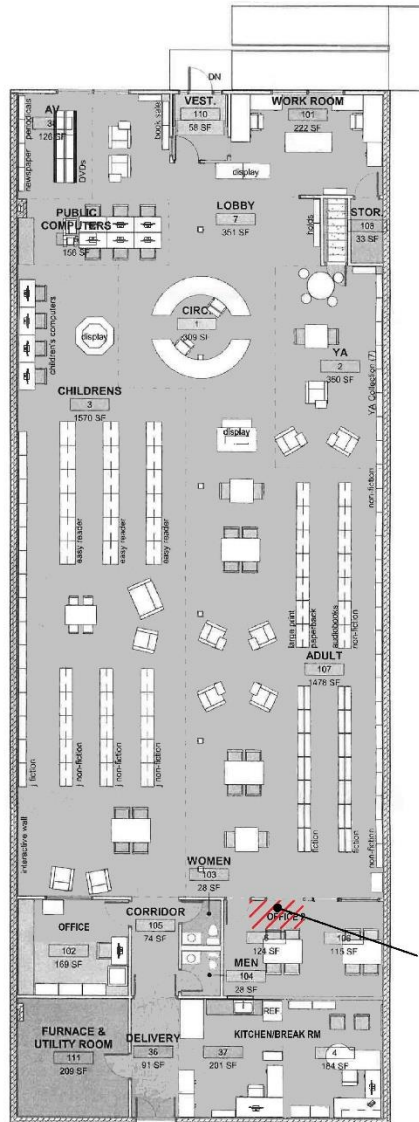 DN
periodicals
AV
38
126 SF
newspaper
DVDs
book sale
VEST.
110
58 SF
WORK ROOM
101
222 SF
display
PUBLIC
COMPUTERS
156 SF
LOBBY
7
351 SF
holds
STOR.
108
33 SF
children's computers
display
CIRC.
1
309 SF
YA
2
350 SF
YA Collection (7)
CHILDRENS
3
1570 SF
display
non-fiction
easy reader
easy reader
easy reader
large print
paperback
audiobooks
non-fiction
ADULT
107
1478 SF
j fiction
j non-fiction
j non-fiction
j non-fiction
fiction
fiction
non-fiction
interactive wall
WOMEN
103
28 SF
CORRIDOR
105
74 SF
OFFICE
102
169 SF
OFFICE
124 SF
106
115 SF
MEN
104
28 SF
REF
FURNACE &
UTILITY ROOM
111
209 SF
DELIVERY
36
91 SF
KITCHEN/BREAK RM
37
201 SF
4
184 SF